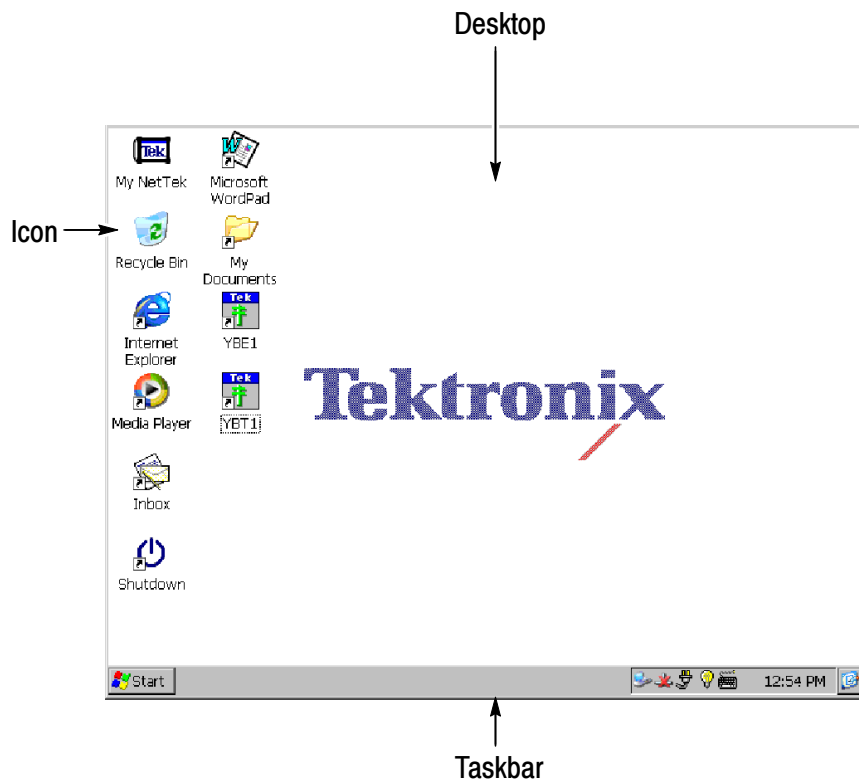 Desktop
Tek
My NetTek
W
Microsoft
WordPad
Icon
Recycle Bin
My
Documents
Internet
Explorer
Tek
YBE1
Media Player
Tek
YBT1
Tektronix
Inbox
Shutdown
Start
12:54 PM
Taskbar